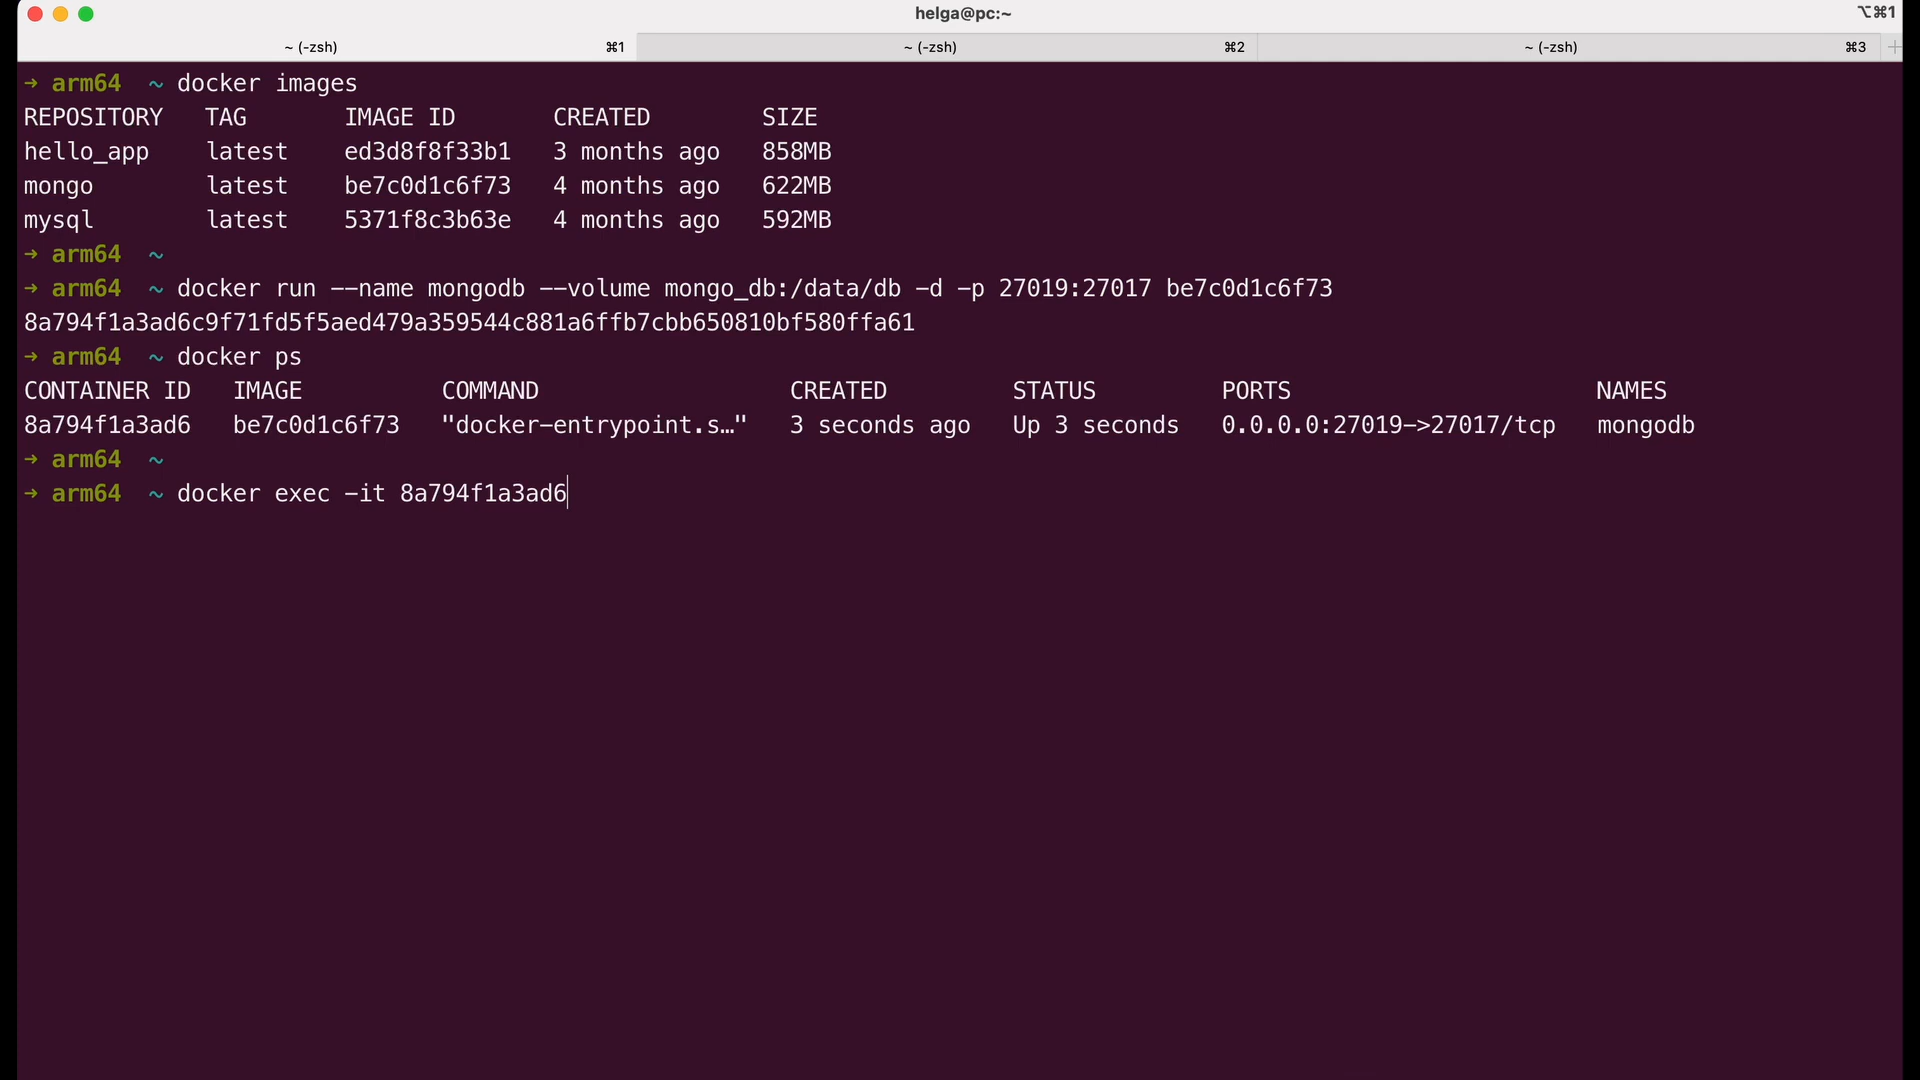 helga@pc:~ ⌥⌘1
~ (-zsh) ⌘1 ~ (-zsh) ⌘2 ~ (-zsh) ⌘3 +
→ arm64 ~ docker images
REPOSITORY TAG IMAGE ID CREATED SIZE
hello_app latest ed3d8f8f33b1 3 months ago 858MB
mongo latest be7c0d1c6f73 4 months ago 622MB
mysql latest 5371f8c3b63e 4 months ago 592MB
→ arm64 ~
→ arm64 ~ docker run --name mongodb --volume mongo_db:/data/db -d -p 27019:27017 be7c0d1c6f73
8a794f1a3ad6c9f71fd5f5aed479a359544c881a6ffb7cbb650810bf580ffa61
→ arm64 ~ docker ps
CONTAINER ID IMAGE COMMAND CREATED STATUS PORTS NAMES
8a794f1a3ad6 be7c0d1c6f73 "docker-entrypoint.s…" 3 seconds ago Up 3 seconds 0.0.0.0:27019->27017/tcp mongodb
→ arm64 ~
→ arm64 ~ docker exec -it 8a794f1a3ad6